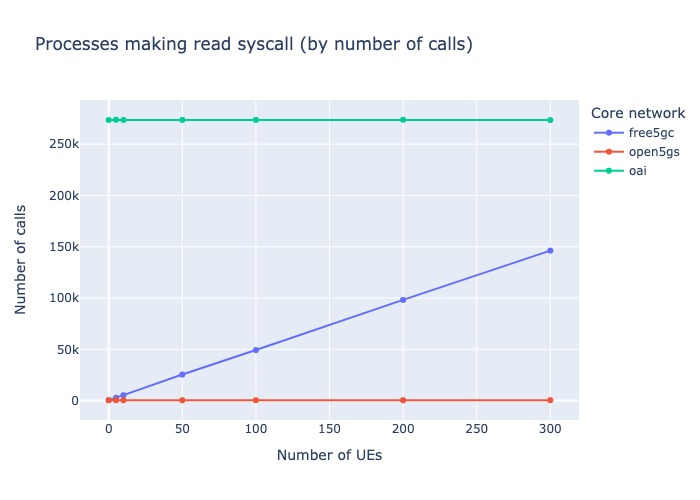 Processes making read syscall (by number of calls)
Core network
free5gc
open5gs
oai
Number of calls
250k
200k
150k
100k
50k
0
0 50 100 150 200 250 300
Number of UEs